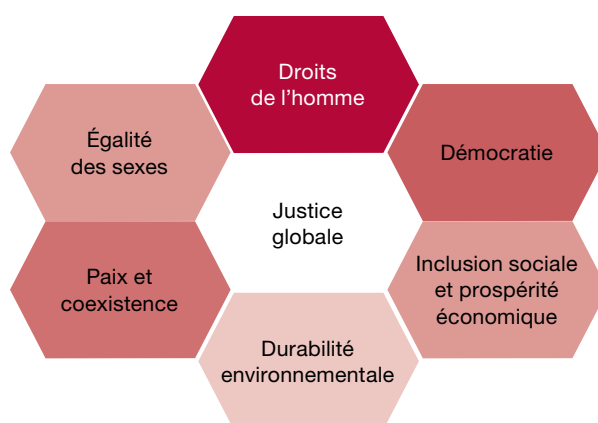 Droits
de l’homme
Égalité
des sexes
Démocratie
Justice
globale
Paix et
coexistence
Inclusion sociale
et prospérité
économique
Durabilité
environnementale